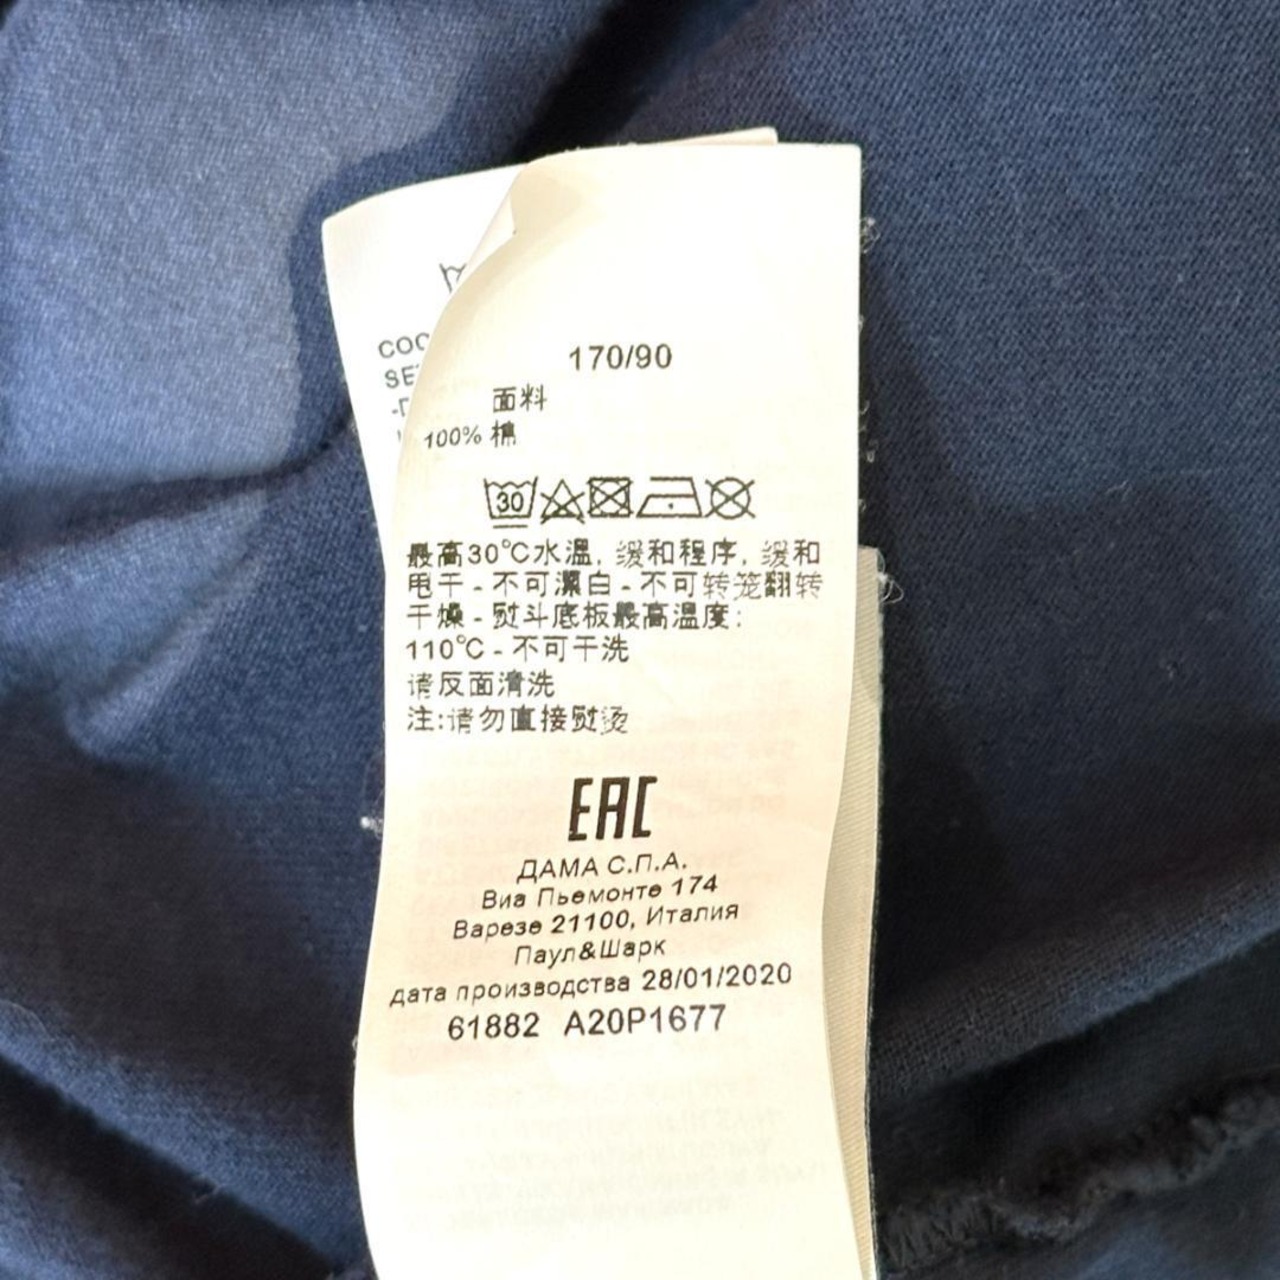 COC
SE
170/90
面料
100% 棉
30
最高30℃水温, 缓和程序, 缓和
甩干 - 不可漂白 - 不可转笼翻转
干燥 - 熨斗底板最高温度:
110℃ - 不可干洗
请反面清洗
注:请勿直接熨烫
EAC
ДАМА С.П.А.
Виа Пьемонте 174
Варезе 21100, Италия
Паул&Шарк
дата производства 28/01/2020
61882 A20P1677